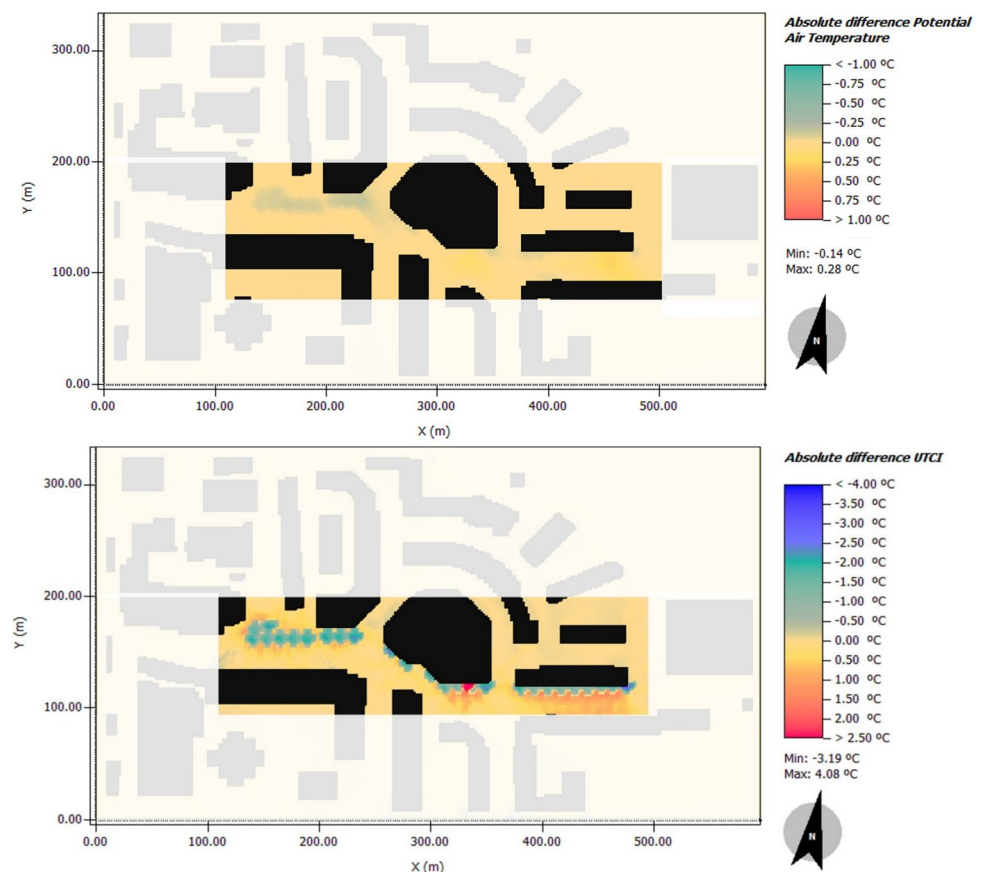 Absolute difference Potential
Air Temperature
< -1.00 ºC
-0.75 ºC
-0.50 ºC
-0.25 ºC
0.00 ºC
0.25 ºC
0.50 ºC
0.75 ºC
> 1.00 ºC
Min: -0.14 ºC
Max: 0.28 ºC
N
300.00
200.00
100.00
0.00
Y (m)
0.00 100.00 200.00 300.00 400.00 500.00
X (m)
Absolute difference UTCI
< -4.00 ºC
-3.50 ºC
-3.00 ºC
-2.50 ºC
-2.00 ºC
-1.50 ºC
-1.00 ºC
-0.50 ºC
0.00 ºC
0.50 ºC
1.00 ºC
1.50 ºC
2.00 ºC
> 2.50 ºC
Min: -3.19 ºC
Max: 4.08 ºC
N
300.00
200.00
100.00
0.00
Y (m)
0.00 100.00 200.00 300.00 400.00 500.00
X (m)